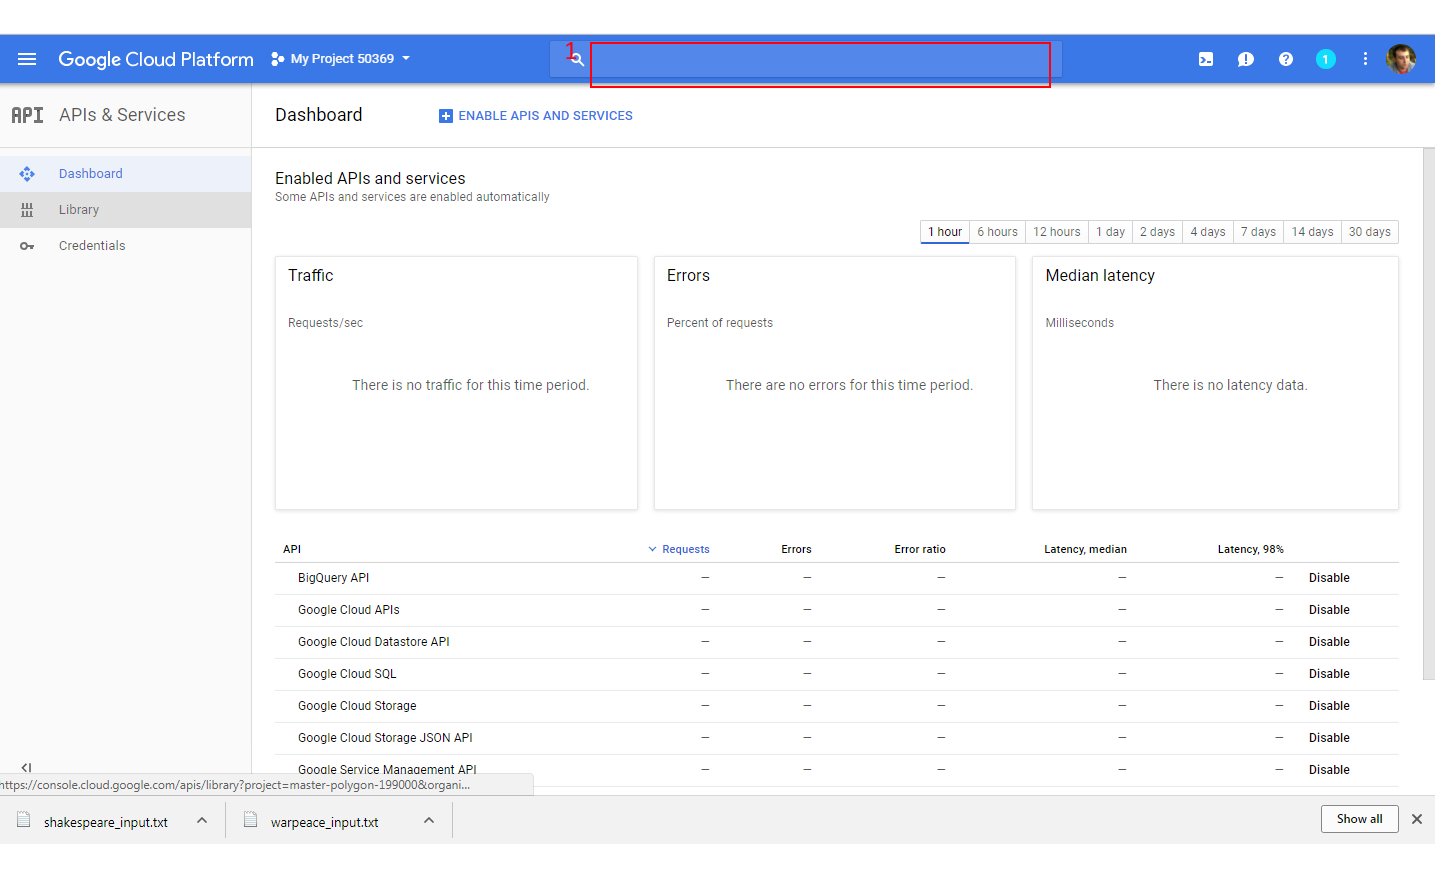 Google Cloud Platform My Project 50369 1 1
API APIs & Services Dashboard ENABLE APIS AND SERVICES
Dashboard
Library
Credentials
Enabled APIs and services
Some APIs and services are enabled automatically
1 hour 6 hours 12 hours 1 day 2 days 4 days 7 days 14 days 30 days
Traffic
Requests/sec
There is no traffic for this time period.
Errors
Percent of requests
There are no errors for this time period.
Median latency
Milliseconds
There is no latency data.
API Requests Errors Error ratio Latency, median Latency, 98%
BigQuery API – – – – – Disable
Google Cloud APIs – – – – – Disable
Google Cloud Datastore API – – – – – Disable
Google Cloud SQL – – – – – Disable
Google Cloud Storage – – – – – Disable
Google Cloud Storage JSON API – – – – – Disable
Google Service Management API – – – – – Disable
https://console.cloud.google.com/apis/library?project=master-polygon-199000&organi...
shakespeare_input.txt warpeace_input.txt Show all